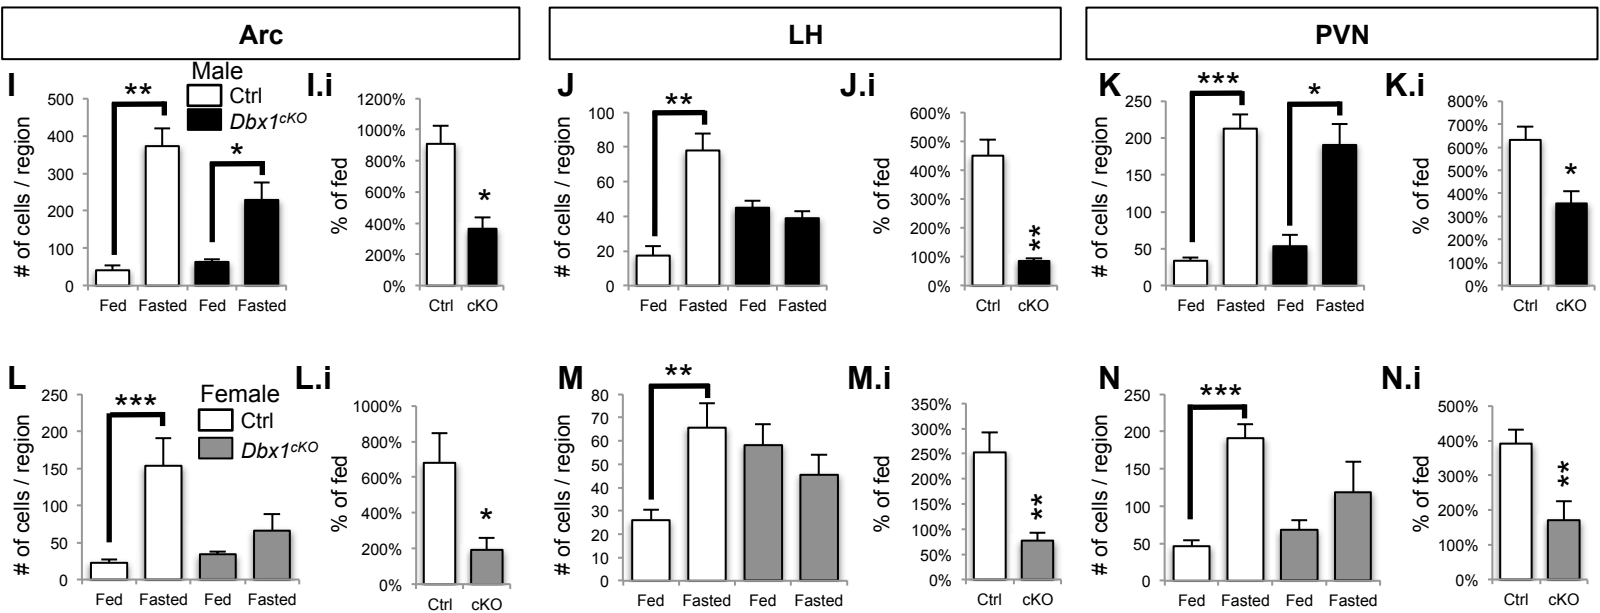 Arc
LH
PVN
I
Male
Ctrl
Dbx1cKO
# of cells / region
500
400
300
200
100
0
**
*
Fed Fasted Fed Fasted
I.i
% of fed
1200%
1000%
800%
600%
400%
200%
0%
*
Ctrl cKO
J
# of cells / region
100
80
60
40
20
0
**
Fed Fasted Fed Fasted
J.i
% of fed
600%
500%
400%
300%
200%
100%
0%
**
Ctrl cKO
K
# of cells / region
250
200
150
100
50
0
***
*
Fed Fasted Fed Fasted
K.i
% of fed
800%
700%
600%
500%
400%
300%
200%
100%
0%
*
Ctrl cKO
L
Female
Ctrl
Dbx1cKO
# of cells / region
250
200
150
100
50
0
***
Fed Fasted Fed Fasted
L.i
% of fed
1000%
800%
600%
400%
200%
0%
*
Ctrl cKO
M
# of cells / region
80
70
60
50
40
30
20
10
0
**
Fed Fasted Fed Fasted
M.i
% of fed
350%
300%
250%
200%
150%
100%
50%
0%
**
Ctrl cKO
N
# of cells / region
250
200
150
100
50
0
***
Fed Fasted Fed Fasted
N.i
% of fed
500%
400%
300%
200%
100%
0%
**
Ctrl cKO